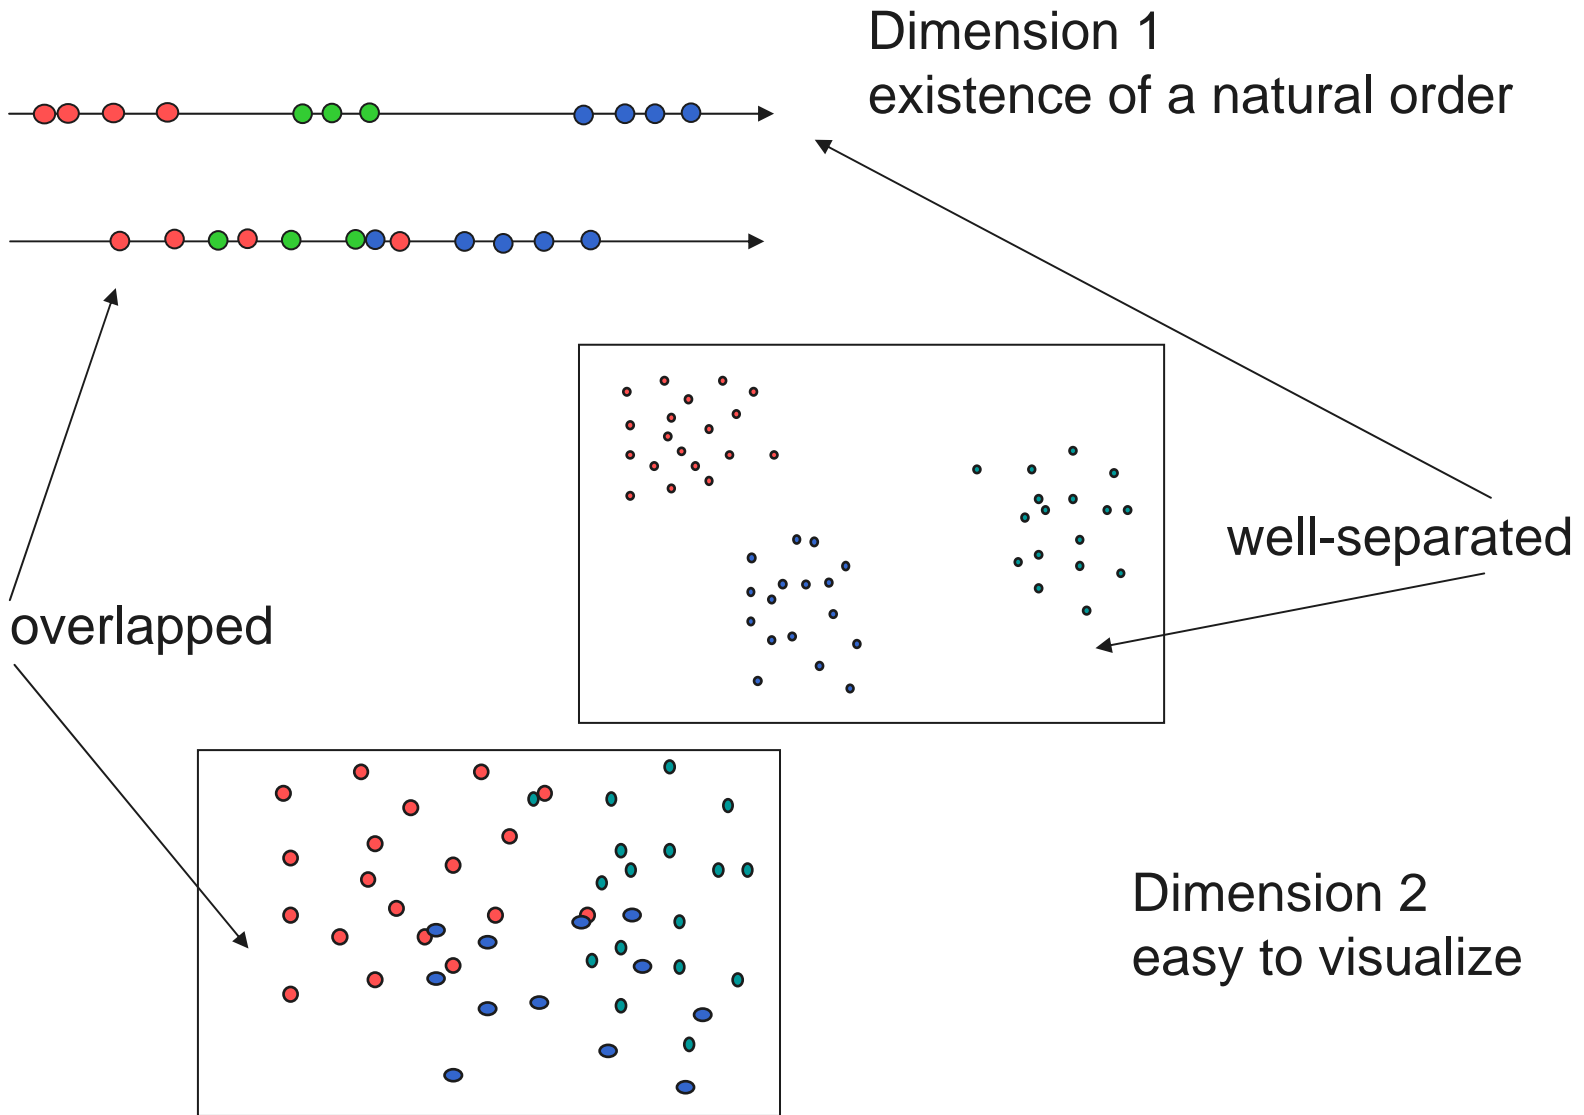 Dimension 1
existence of a natural order
well-separated
overlapped
Dimension 2
easy to visualize